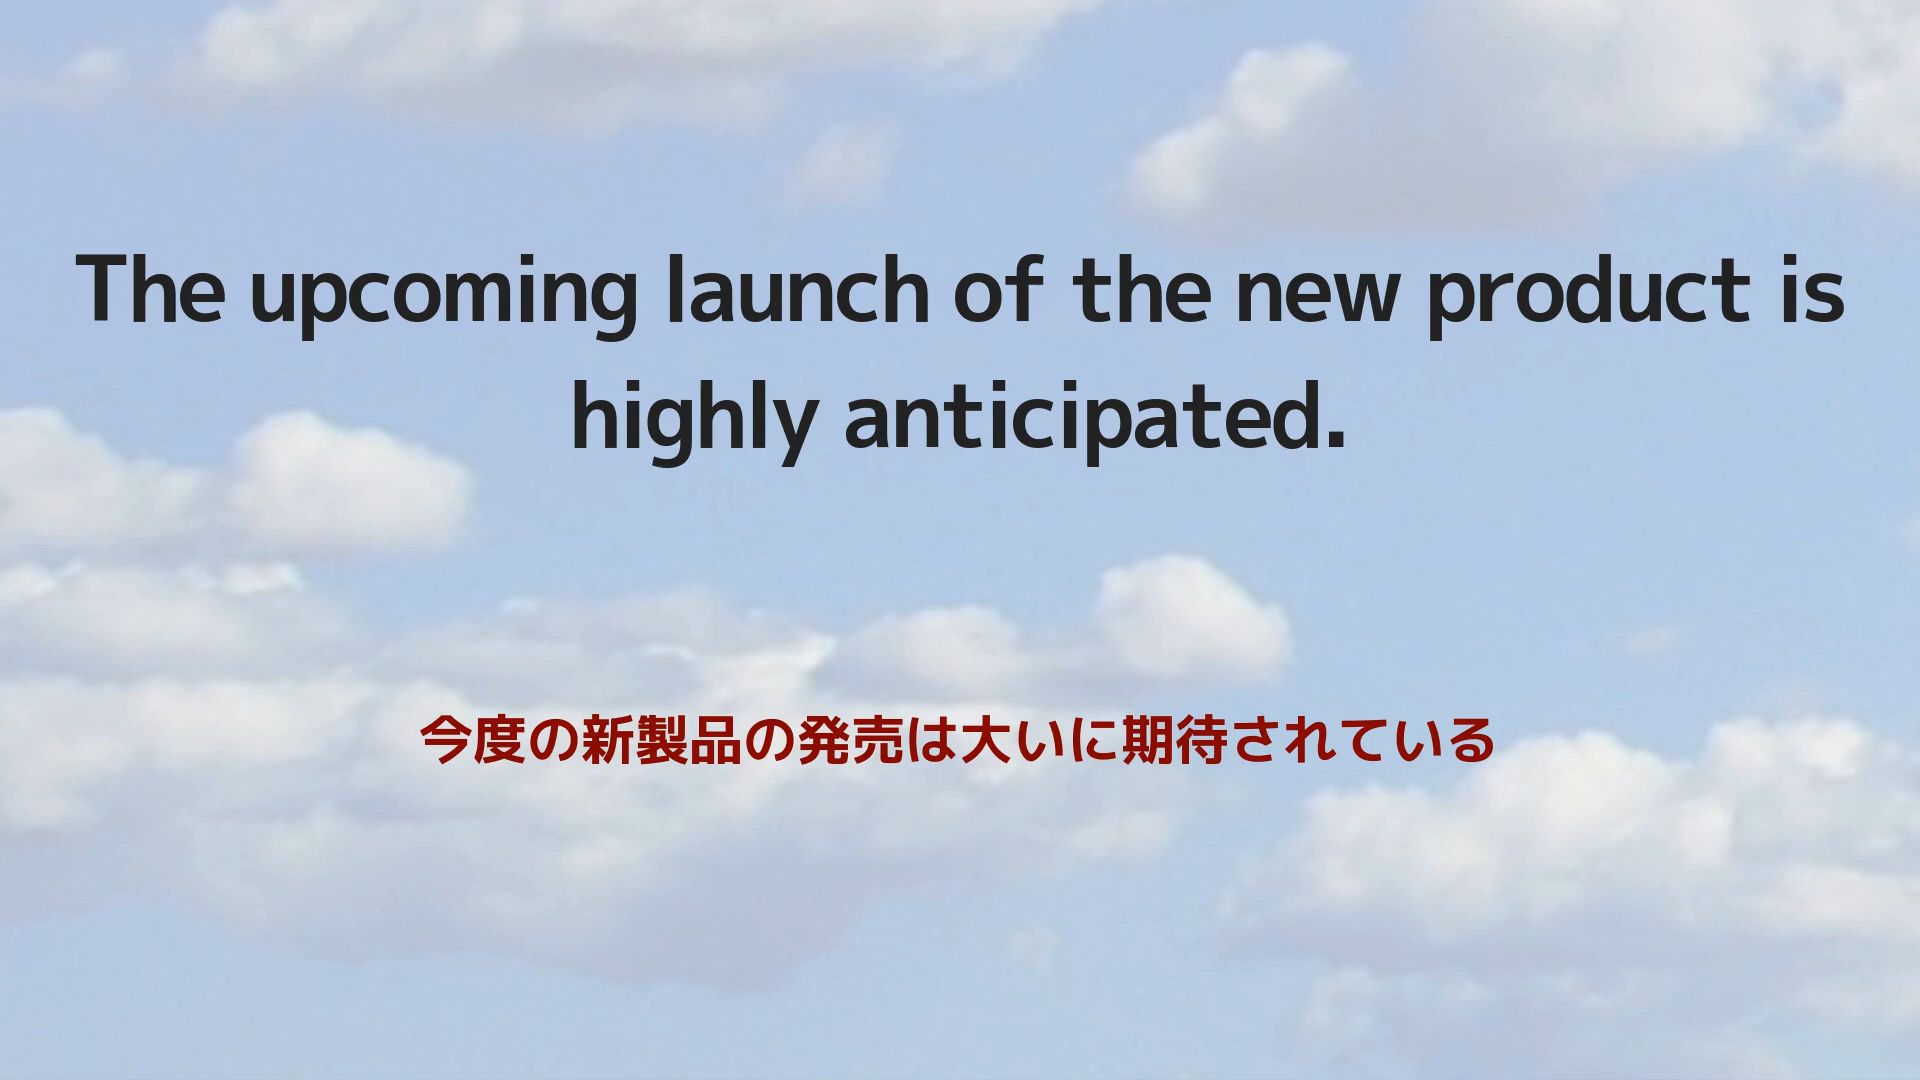 The upcoming launch of the new product is
highly anticipated.
今度の新製品の発売は大いに期待されている